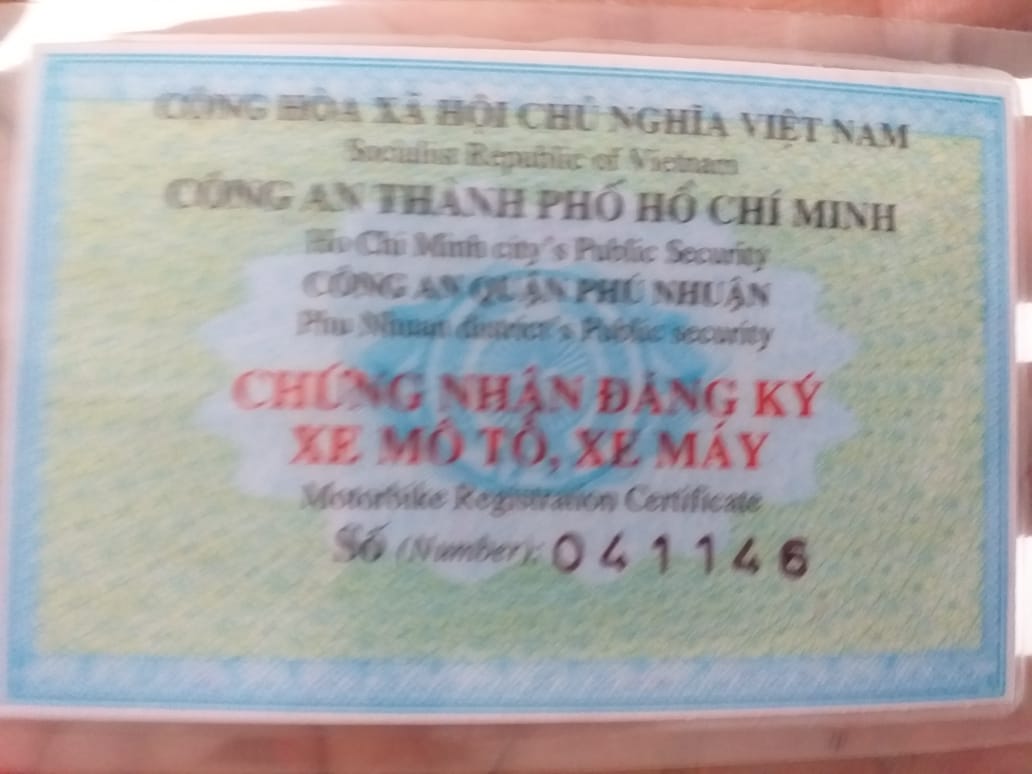 CỘNG HÒA XÃ HỘI CHỦ NGHĨA VIỆT NAM
Socialist Republic of Vietnam
CÔNG AN THÀNH PHỐ HỒ CHÍ MINH
Ho Chi Minh city's Public Security
CÔNG AN QUẬN PHÚ NHUẬN
Phu Nhuan district's Public security
CHỨNG NHẬN ĐĂNG KÝ
XE MÔ TÔ, XE MÁY
Motorbike Registration Certificate
Số (Number): 041146